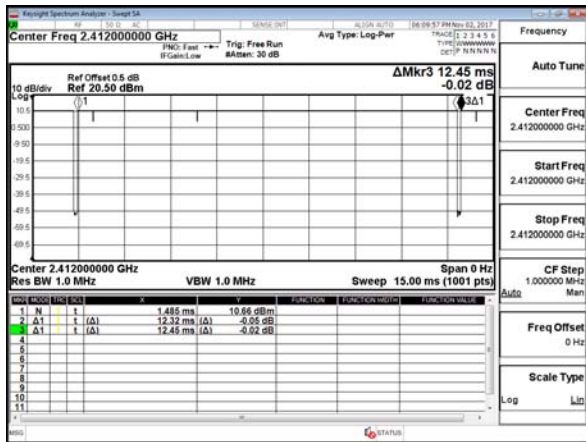 Keysight Spectrum Analyzer - Swept SA
RF 50 Ω AC SENSE:INT ALIGN AUTO 06:09:57 PM Nov 02, 2017
Center Freq 2.412000000 GHz
PNO: Fast
IFGain:Low
Trig: Free Run
#Atten: 30 dB
Avg Type: Log-Pwr
TRACE 1 2 3 4 5 6
TYPE WWWWWW
DET P N N N N N
ΔMkr3 12.45 ms
-0.02 dB
Ref Offset 0.5 dB
Ref 20.50 dBm
10 dB/div
Log
1
3Δ1
10.5
0.500
-9.50
-19.5
-29.5
-39.5
-49.5
-59.5
-69.5
Center 2.412000000 GHz
Span 0 Hz
Res BW 1.0 MHz
VBW 1.0 MHz
Sweep 15.00 ms (1001 pts)
MKR MODE TRC SCL X Y FUNCTION FUNCTION WIDTH FUNCTION VALUE
1 N t 1.485 ms 10.66 dBm
2 Δ1 t (Δ) 12.32 ms (Δ) -0.05 dB
3 Δ1 t (Δ) 12.45 ms (Δ) -0.02 dB
4
5
6
7
8
9
10
11
MSG
STATUS
Frequency
Auto Tune
Center Freq
2.412000000 GHz
Start Freq
2.412000000 GHz
Stop Freq
2.412000000 GHz
CF Step
1.000000 MHz
Auto Man
Freq Offset
0 Hz
Scale Type
Log Lin